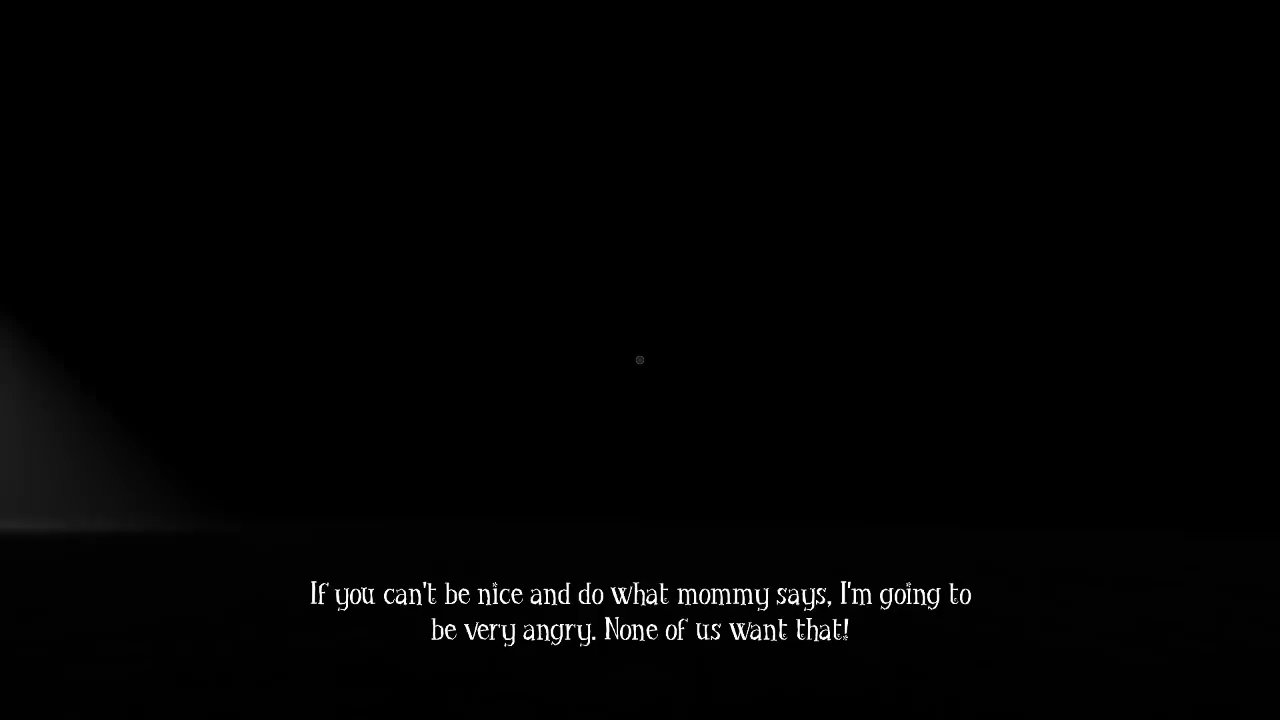 If you can't be nice and do what mommy says, I'm going to
be very angry. None of us want that!